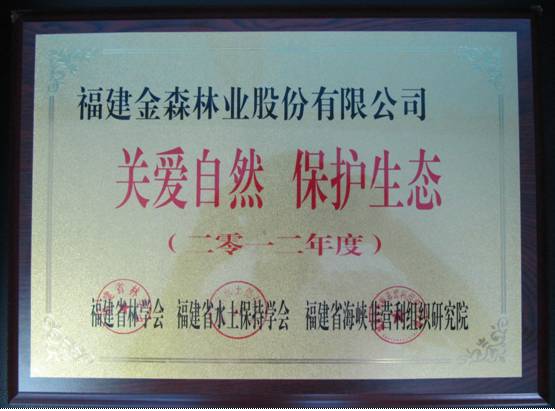 福建金森林业股份有限公司
关爱自然 保护生态
(二零一二年度)
福建省林学会 福建省水土保持学会 福建省海峡非营利组织研究院